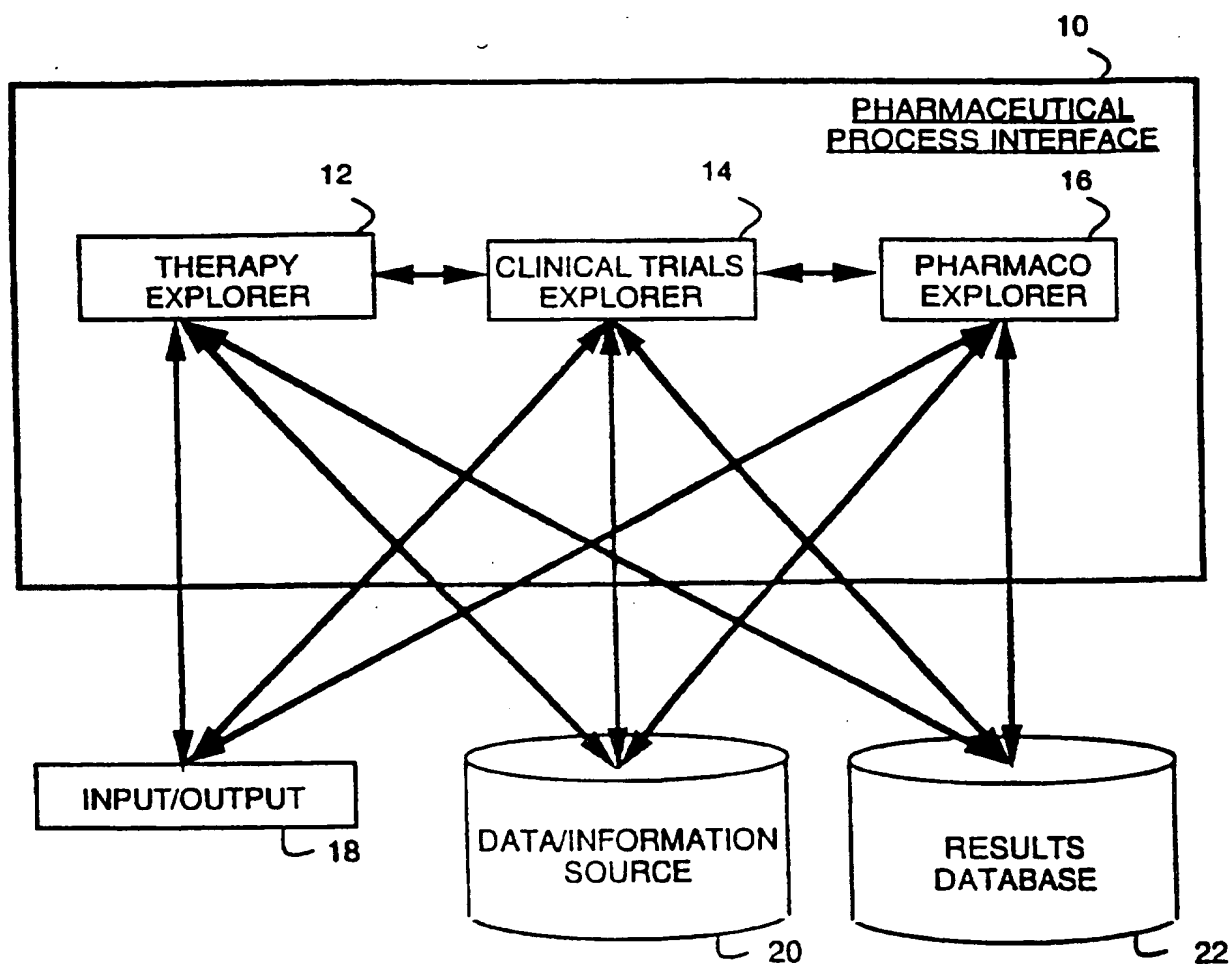 10
PHARMACEUTICAL
PROCESS INTERFACE
12
14
16
THERAPY
EXPLORER
CLINICAL TRIALS
EXPLORER
PHARMACO
EXPLORER
INPUT/OUTPUT
18
DATA/INFORMATION
SOURCE
20
RESULTS
DATABASE
22